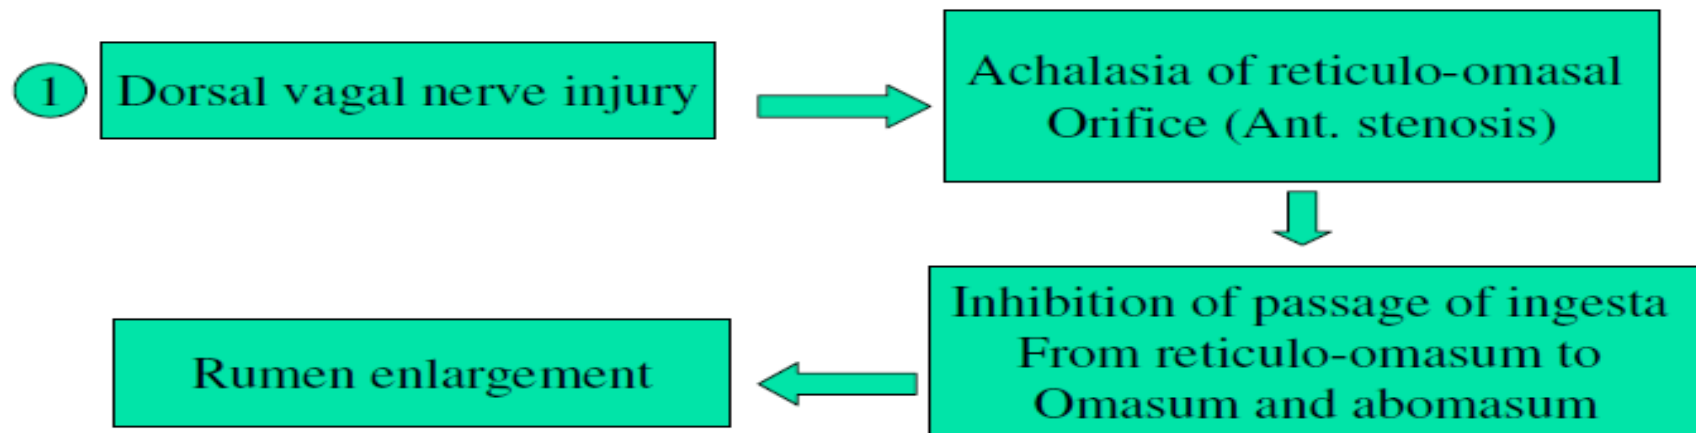 1
Dorsal vagal nerve injury
Achalasia of reticulo-omasal
Orifice (Ant. stenosis)
Inhibition of passage of ingesta
From reticulo-omasum to
Omasum and abomasum
Rumen enlargement